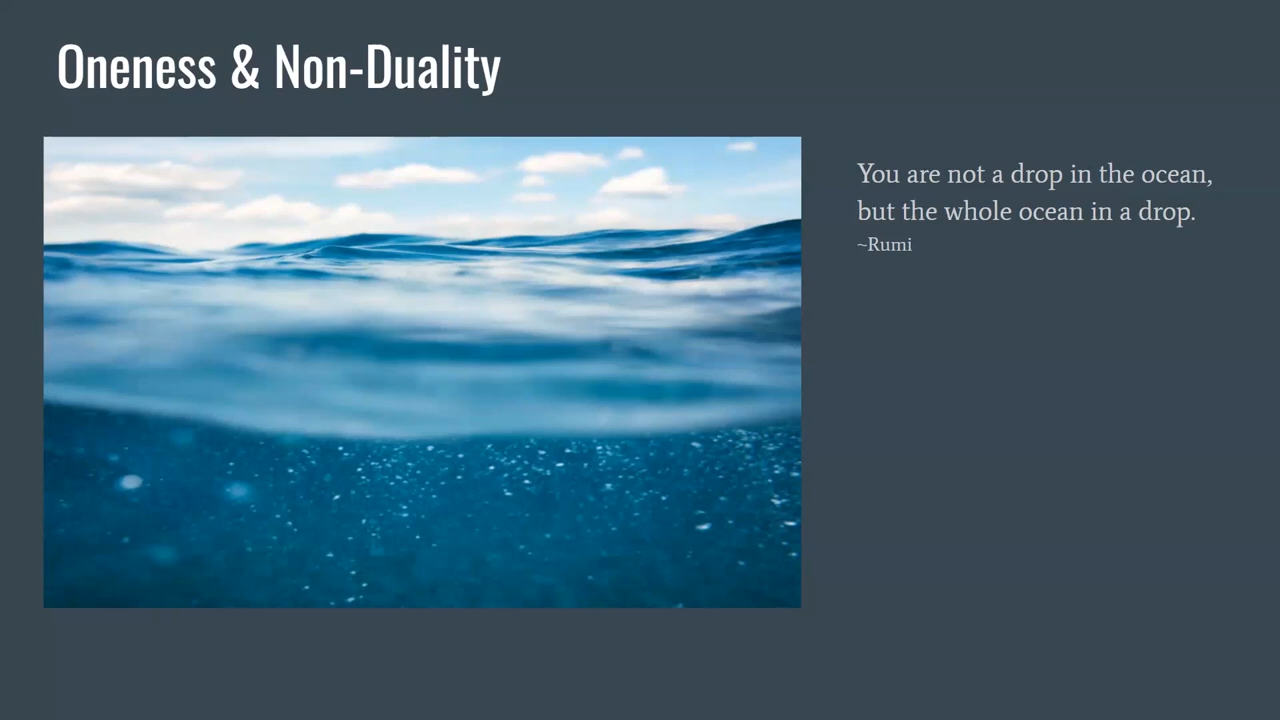 Oneness & Non-Duality
You are not a drop in the ocean,
but the whole ocean in a drop.
~Rumi